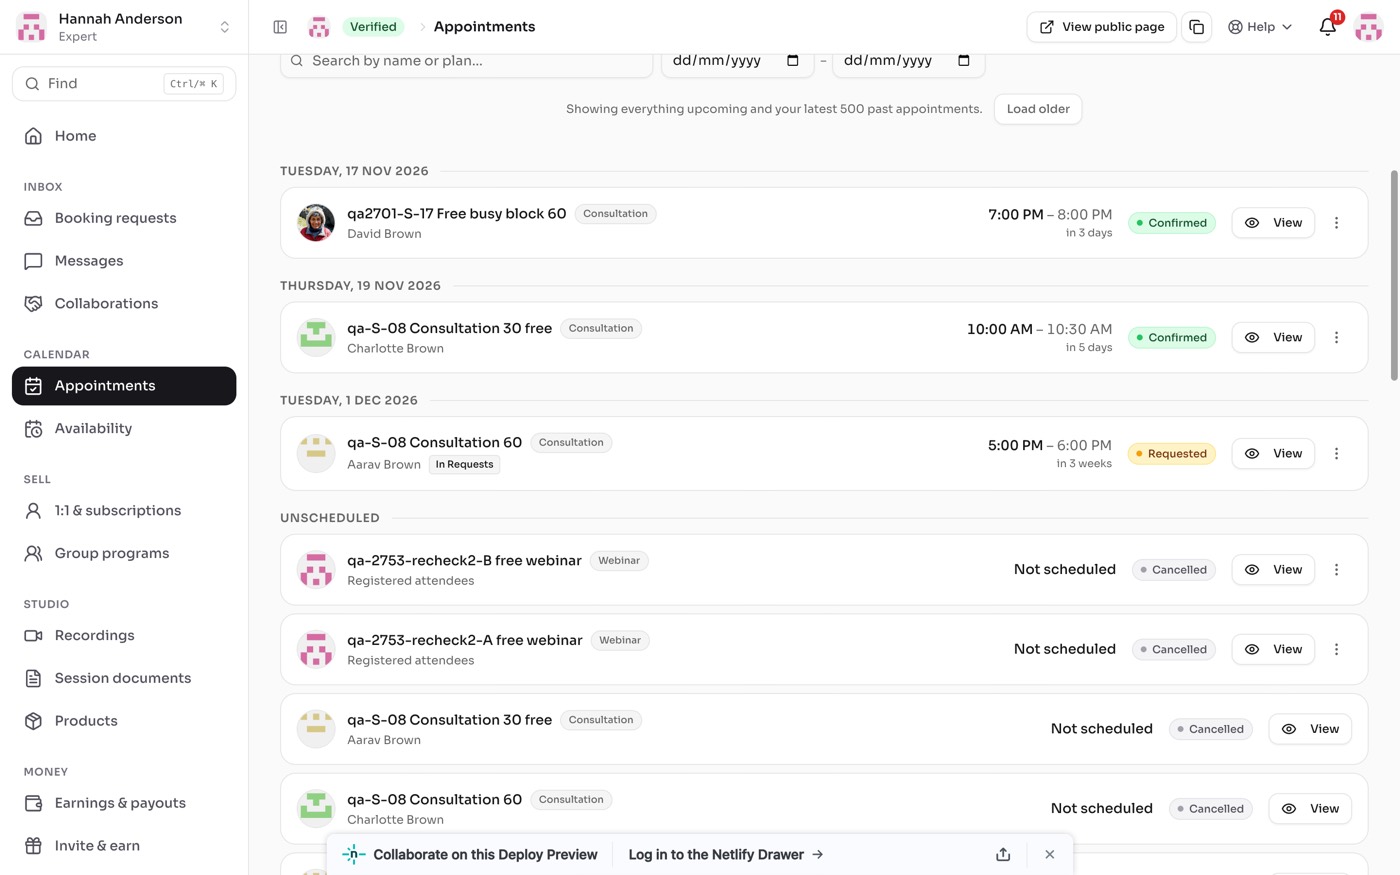 Hannah Anderson
Expert
Verified
Appointments
View public page
Help
11
Find
Ctrl/⌘ K
Home
INBOX
Booking requests
Messages
Collaborations
CALENDAR
Appointments
Availability
SELL
1:1 & subscriptions
Group programs
STUDIO
Recordings
Session documents
Products
MONEY
Earnings & payouts
Invite & earn
Search by name or plan...
dd/mm/yyyy – dd/mm/yyyy
Showing everything upcoming and your latest 500 past appointments.
Load older
TUESDAY, 17 NOV 2026
qa2701-S-17 Free busy block 60 Consultation
David Brown
7:00 PM – 8:00 PM
in 3 days
Confirmed
View
THURSDAY, 19 NOV 2026
qa-S-08 Consultation 30 free Consultation
Charlotte Brown
10:00 AM – 10:30 AM
in 5 days
Confirmed
View
TUESDAY, 1 DEC 2026
qa-S-08 Consultation 60 Consultation
Aarav Brown In Requests
5:00 PM – 6:00 PM
in 3 weeks
Requested
View
UNSCHEDULED
qa-2753-recheck2-B free webinar Webinar
Registered attendees
Not scheduled
Cancelled
View
qa-2753-recheck2-A free webinar Webinar
Registered attendees
Not scheduled
Cancelled
View
qa-S-08 Consultation 30 free Consultation
Aarav Brown
Not scheduled
Cancelled
View
qa-S-08 Consultation 60 Consultation
Charlotte Brown
Not scheduled
Cancelled
View
Collaborate on this Deploy Preview
Log in to the Netlify Drawer →